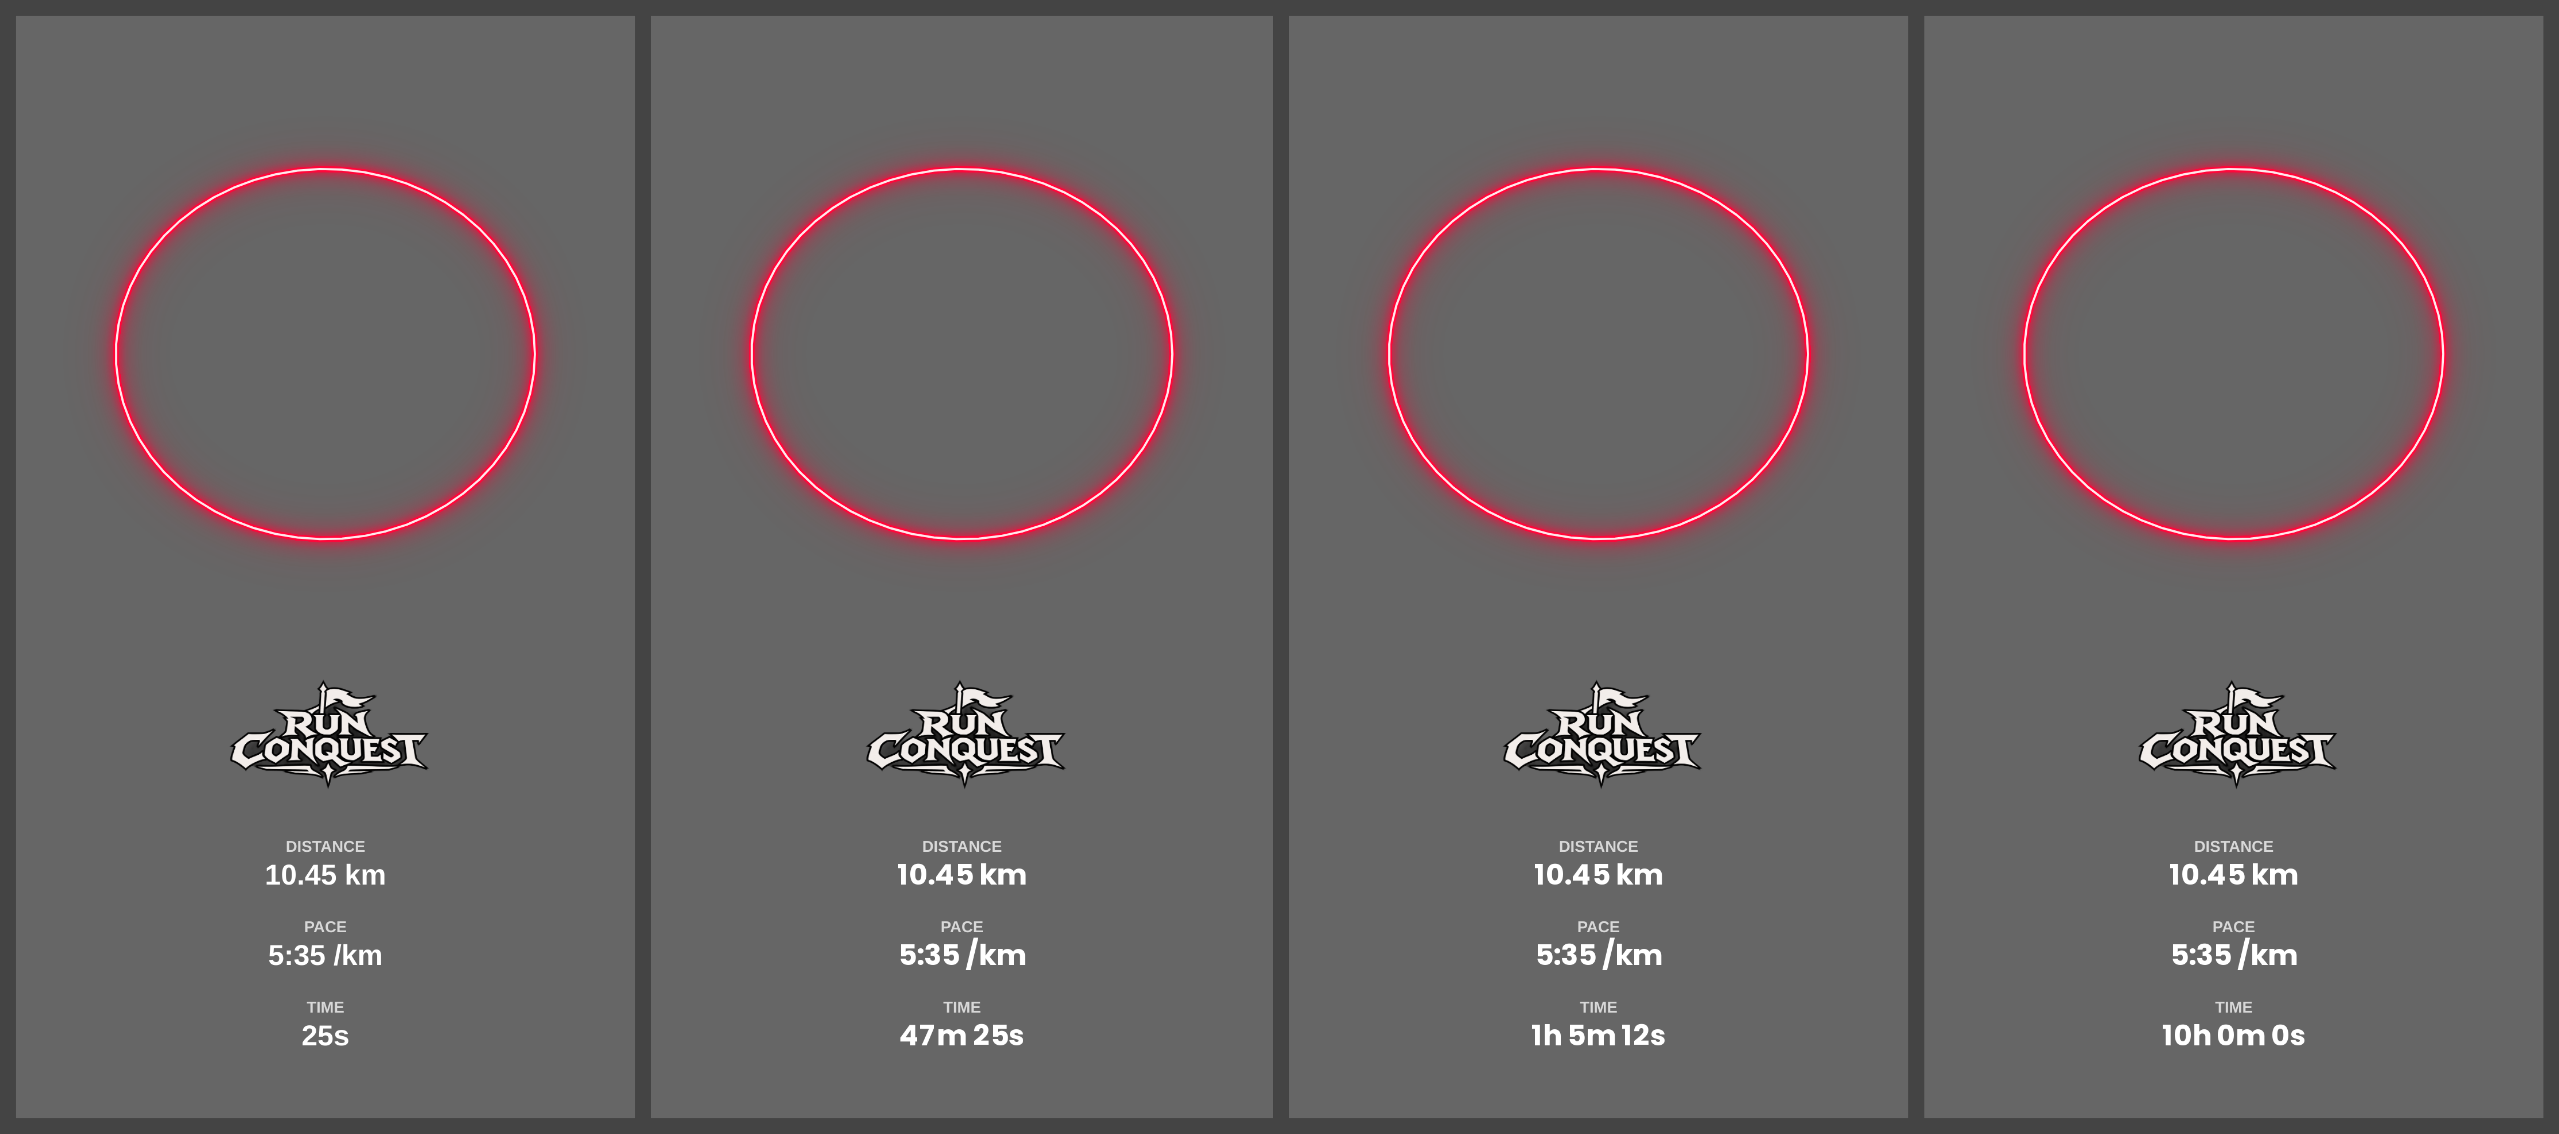 RUN
CONQUEST
DISTANCE
10.45 km
PACE
5:35 /km
TIME
25s
RUN
CONQUEST
DISTANCE
10.45 km
PACE
5:35 /km
TIME
47m 25s
RUN
CONQUEST
DISTANCE
10.45 km
PACE
5:35 /km
TIME
1h 5m 12s
RUN
CONQUEST
DISTANCE
10.45 km
PACE
5:35 /km
TIME
10h 0m 0s